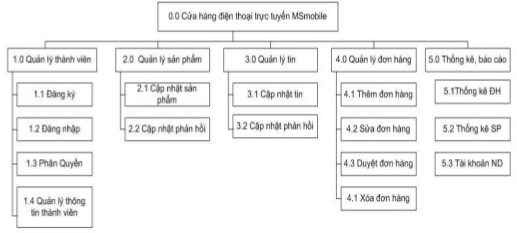 0.0 Cửa hàng điện thoại trực tuyến MSmobile
1.0 Quản lý thành viên
2.0 Quản lý sản phẩm
3.0 Quản lý tin
4.0 Quản lý đơn hàng
5.0 Thống kê, báo cáo
1.1 Đăng ký
1.2 Đăng nhập
1.3 Phân Quyền
1.4 Quản lý thông
tin thành viên
2.1 Cập nhật sản
phẩm
2.2 Cập nhật phản hồi
3.1 Cập nhật tin
3.2 Cập nhật phản hồi
4.1 Thêm đơn hàng
4.2 Sửa đơn hàng
4.3 Duyệt đơn hàng
4.1 Xóa đơn hàng
5.1Thống kê ĐH
5.2 Thống kê SP
5.3 Tài khoản ND